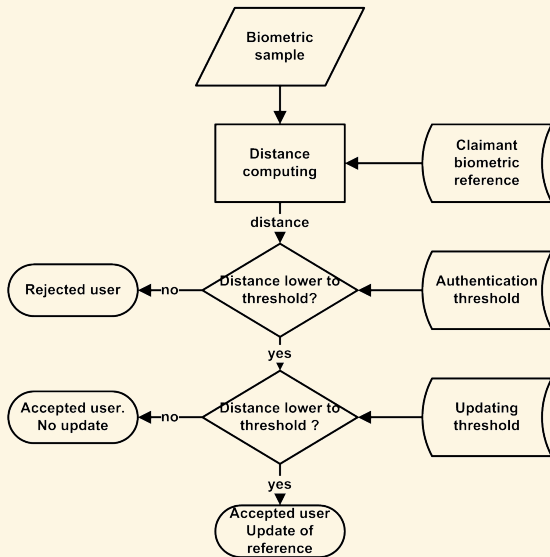 Biometric
sample
Distance
computing
Claimant
biometric
reference
distance
Rejected user
no
Distance lower to
threshold?
Authentication
threshold
yes
Accepted user.
No update
no
Distance lower to
threshold ?
Updating
threshold
yes
Accepted user
Update of
reference